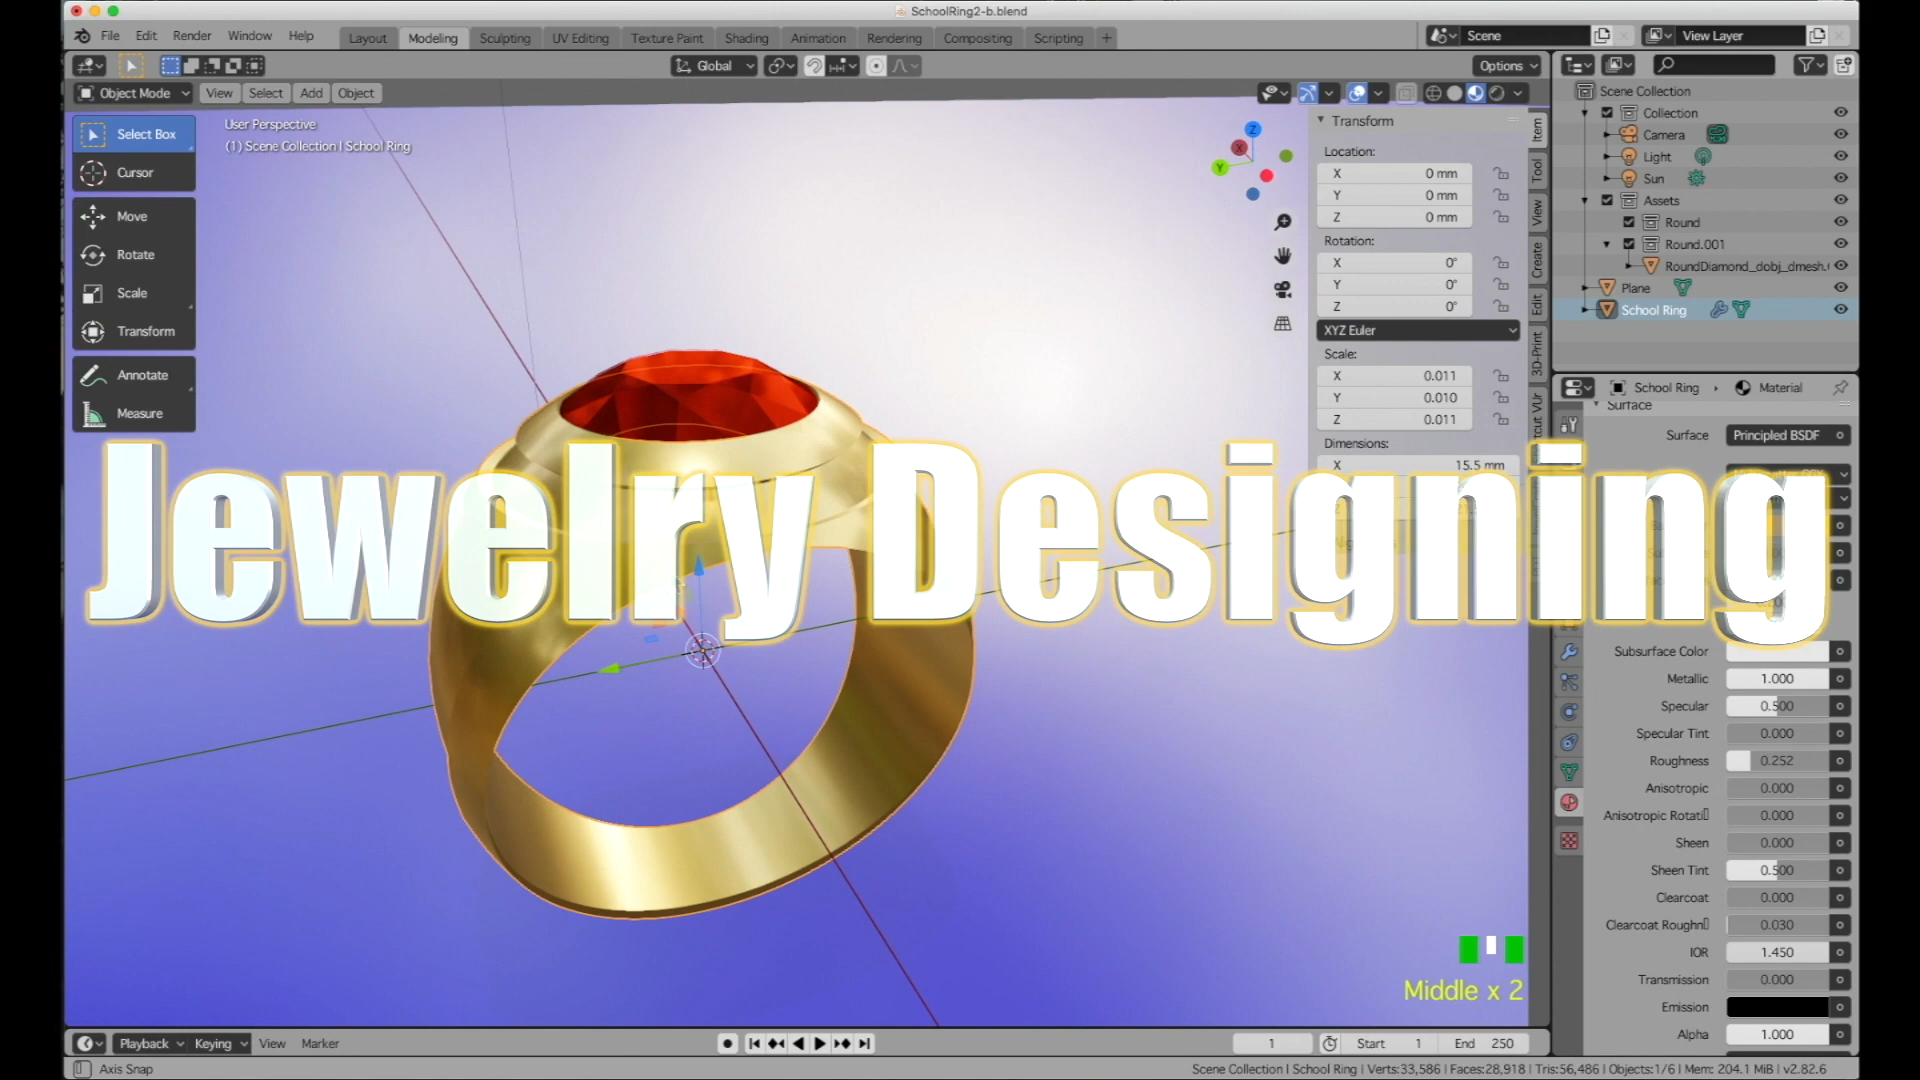 SchoolRing2-b.blend
File Edit Render Window Help Layout Modeling Sculpting UV Editing Texture Paint Shading Animation Rendering Compositing Scripting + Scene View Layer
Global Options
Object Mode View Select Add Object
Select Box
Cursor
Move
Rotate
Scale
Transform
Annotate
Measure
User Perspective
(1) Scene Collection | School Ring
Z
X
Y
Transform
Location:
X 0 mm
Y 0 mm
Z 0 mm
Rotation:
X 0°
Y 0°
Z 0°
XYZ Euler
Scale:
X 0.011
Y 0.010
Z 0.011
Dimensions:
X 15.5 mm
Item
Tool
View
Create
Edit
3D-Print
Scene Collection
Collection
Camera
Light
Sun
Assets
Round
Round.001
RoundDiamond_dobj_dmesh.
Plane
School Ring
School Ring › Material
Surface
Surface Principled BSDF
Jewelry Designing
Subsurface Color
Metallic 1.000
Specular 0.500
Specular Tint 0.000
Roughness 0.252
Anisotropic 0.000
Anisotropic Rotati 0.000
Sheen 0.000
Sheen Tint 0.500
Clearcoat 0.000
Clearcoat Roughn 0.030
IOR 1.450
Transmission 0.000
Emission
Alpha 1.000
Middle x 2
Playback Keying View Marker 1 Start 1 End 250
Axis Snap
Scene Collection | School Ring | Verts:33,586 | Faces:28,918 | Tris:56,486 | Objects:1/6 | Mem: 204.1 MiB | v2.82.6